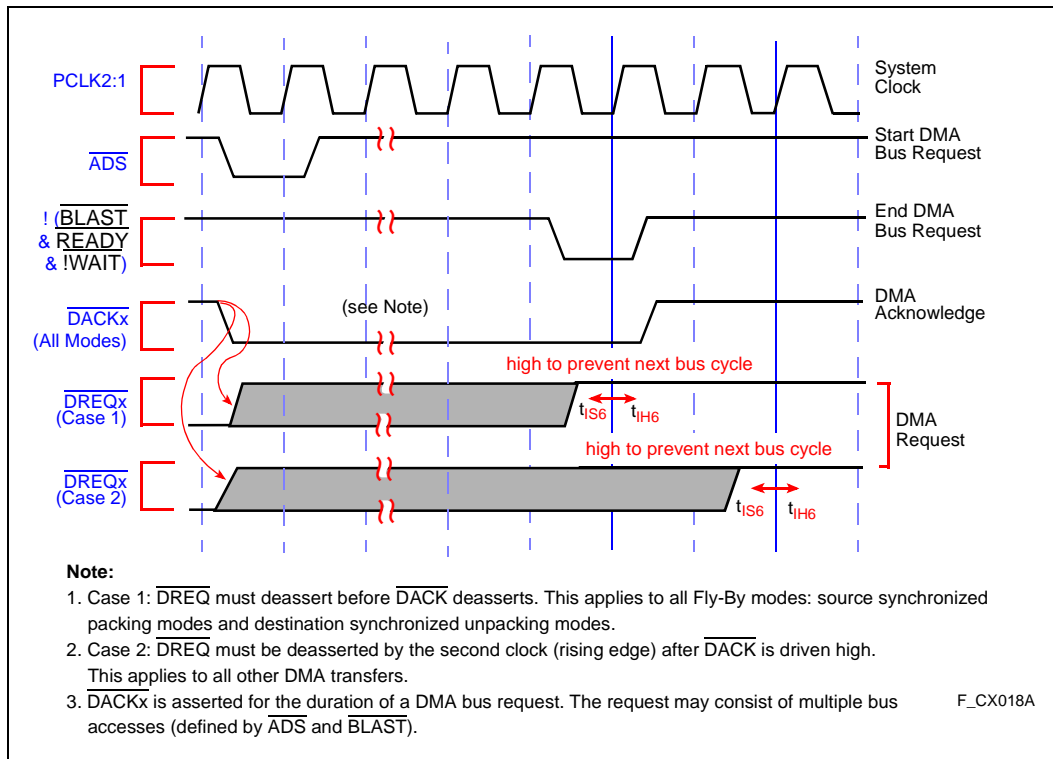 PCLK2:1
System
Clock
ADS
Start DMA
Bus Request
! (BLAST
& READY
& !WAIT)
End DMA
Bus Request
DACKx
(All Modes)
(see Note)
DMA
Acknowledge
high to prevent next bus cycle
DREQx
(Case 1)
tIS6
tIH6
DMA
Request
high to prevent next bus cycle
DREQx
(Case 2)
tIS6
tIH6
Note:
1. Case 1: DREQ must deassert before DACK deasserts. This applies to all Fly-By modes: source synchronized
packing modes and destination synchronized unpacking modes.
2. Case 2: DREQ must be deasserted by the second clock (rising edge) after DACK is driven high.
This applies to all other DMA transfers.
3. DACKx is asserted for the duration of a DMA bus request. The request may consist of multiple bus
accesses (defined by ADS and BLAST).
F_CX018A